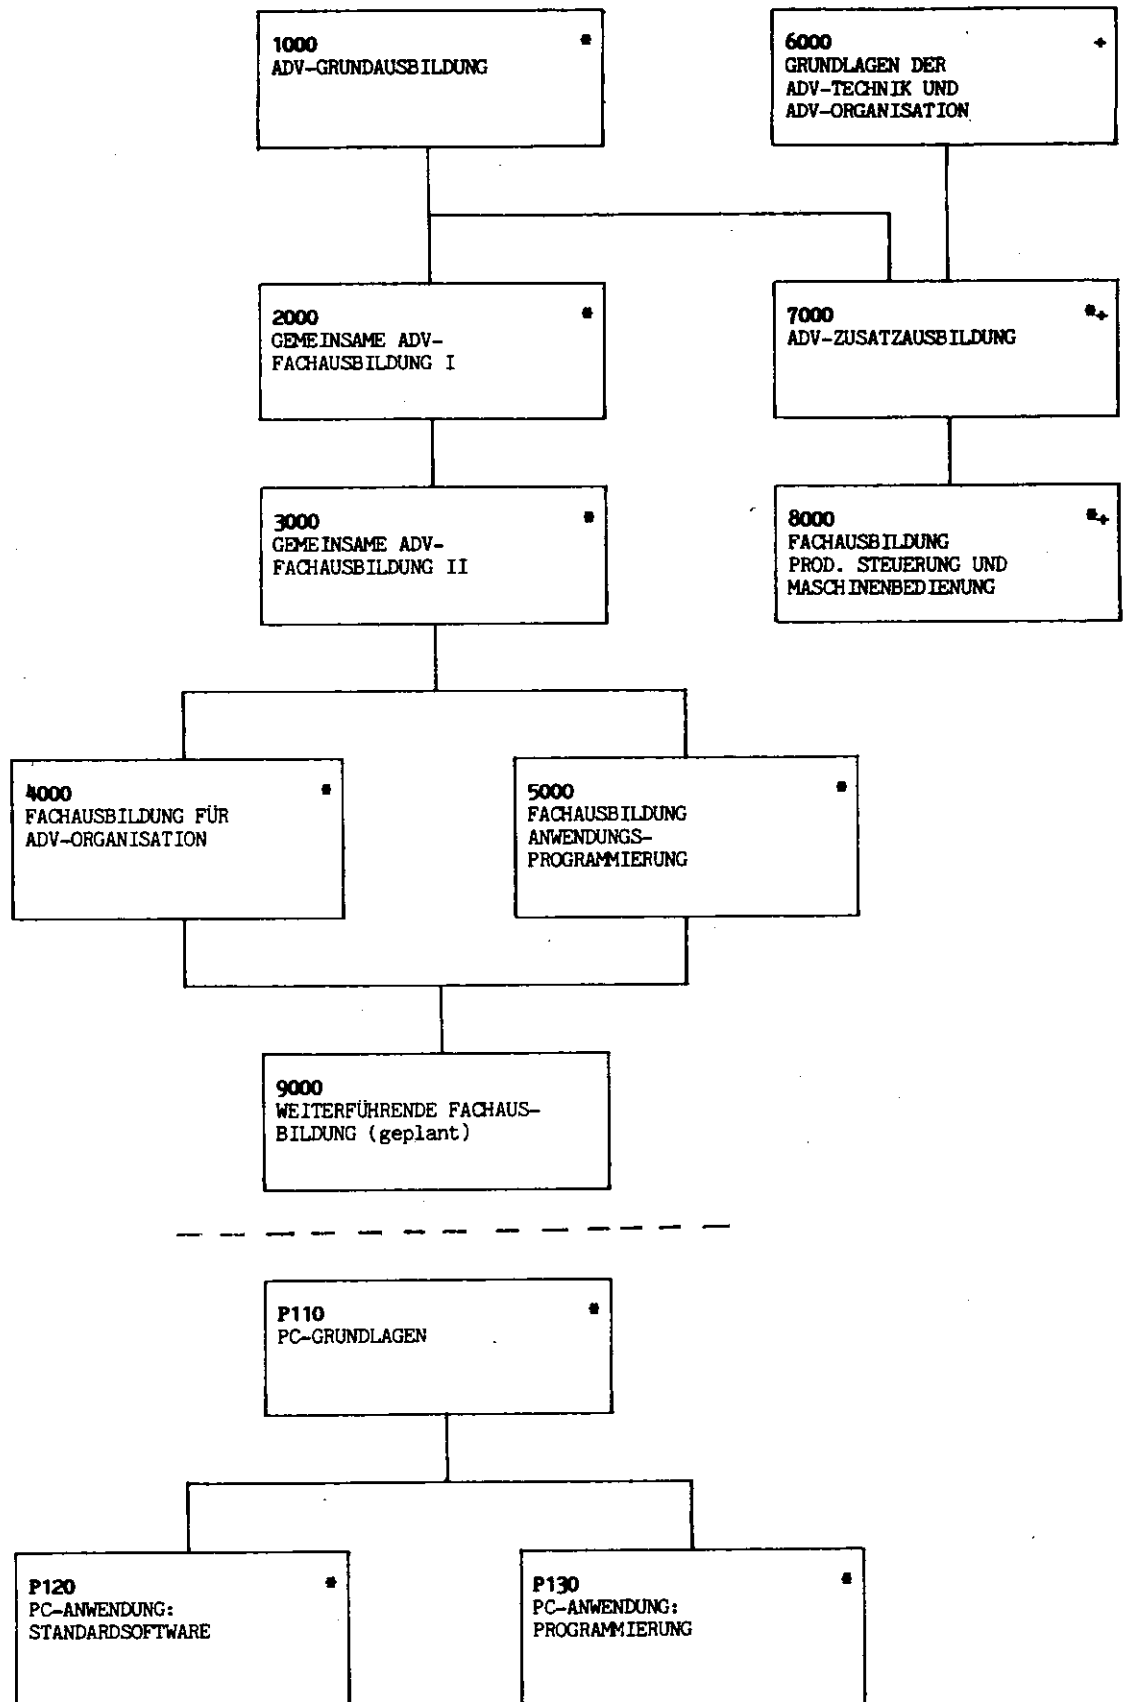 1000 *
ADV-GRUNDAUSBILDUNG
6000 +
GRUNDLAGEN DER
ADV-TECHNIK UND
ADV-ORGANISATION
2000 *
GEMEINSAME ADV-
FACHAUSBILDUNG I
7000 *+
ADV-ZUSATZAUSBILDUNG
3000 *
GEMEINSAME ADV-
FACHAUSBILDUNG II
8000 *+
FACHAUSBILDUNG
PROD. STEUERUNG UND
MASCHINENBEDIENUNG
4000 *
FACHAUSBILDUNG FÜR
ADV-ORGANISATION
5000 *
FACHAUSBILDUNG
ANWENDUNGS-
PROGRAMMIERUNG
9000
WEITERFÜHRENDE FACHAUS-
BILDUNG (geplant)
P110 *
PC-GRUNDLAGEN
P120 *
PC-ANWENDUNG:
STANDARDSOFTWARE
P130 *
PC-ANWENDUNG:
PROGRAMMIERUNG